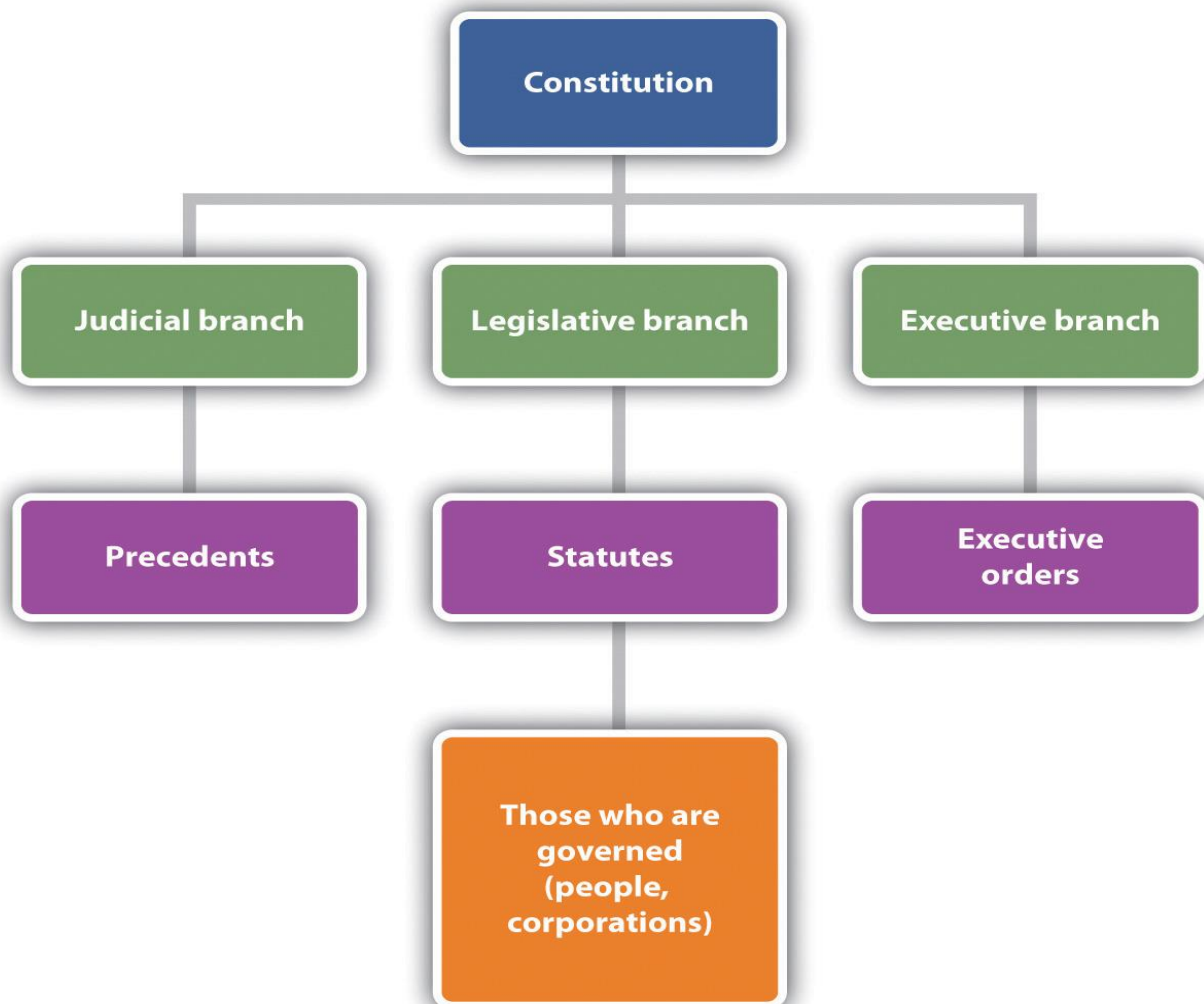 Constitution
Judicial branch
Legislative branch
Executive branch
Precedents
Statutes
Executive
orders
Those who are
governed
(people,
corporations)